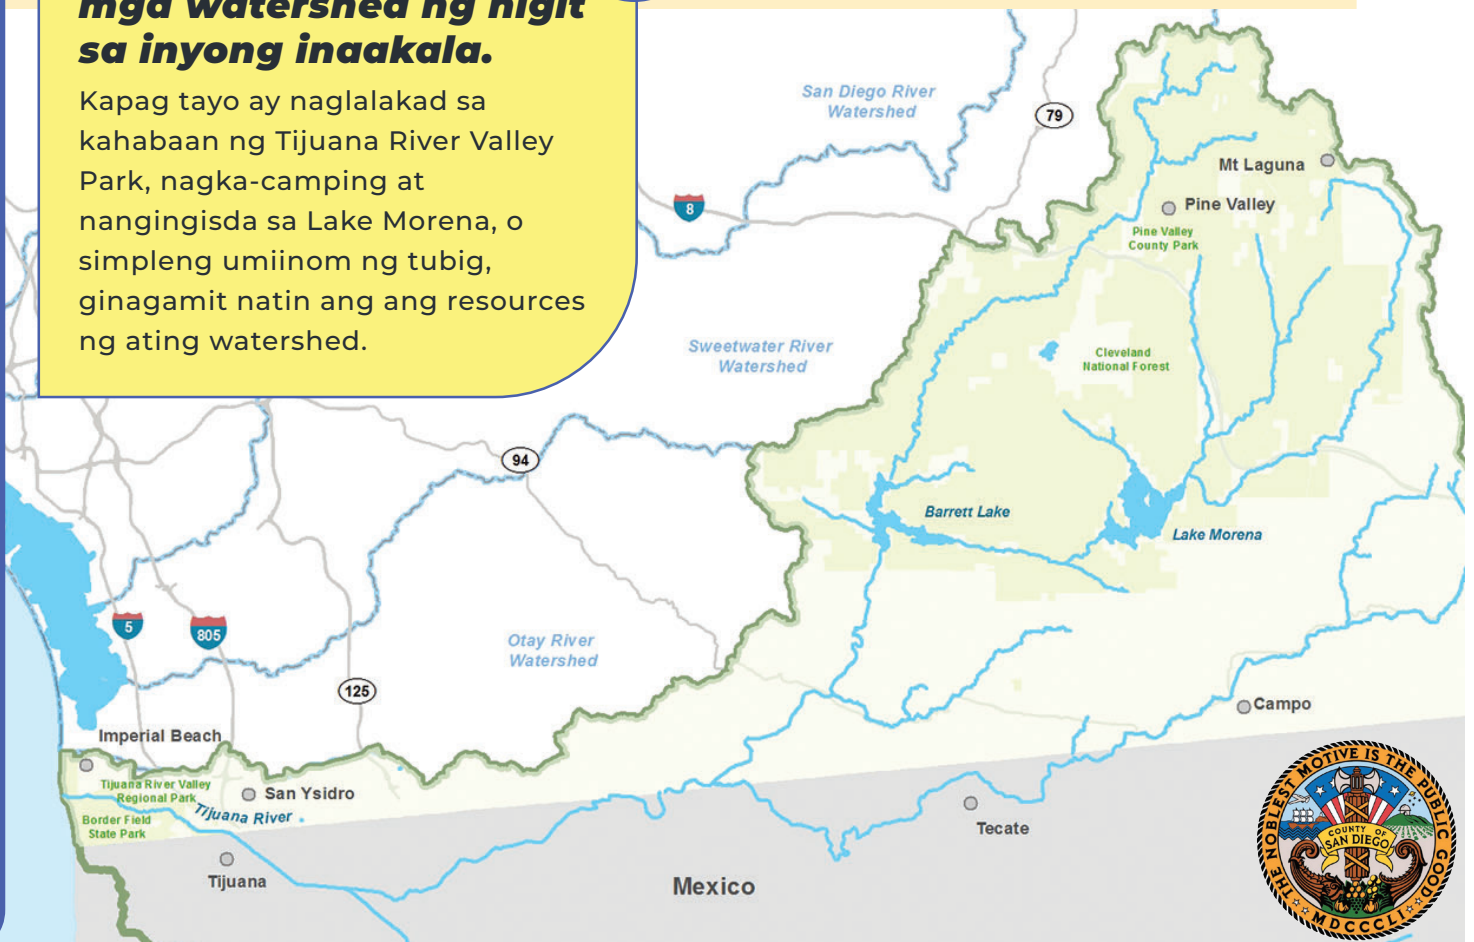 mga watershed ng higit
sa inyong inaakala.
Kapag tayo ay naglalakad sa
kahabaan ng Tijuana River Valley
Park, nagka-camping at
nangingisda sa Lake Morena, o
simpleng umiinom ng tubig,
ginagamit natin ang ang resources
ng ating watershed.
San Diego River
Watershed
79
8
Mt Laguna
Pine Valley
Pine Valley
County Park
Sweetwater River
Watershed
Cleveland
National Forest
94
Barrett Lake
Lake Morena
5
805
Otay River
Watershed
125
Campo
Imperial Beach
Tijuana River Valley
Regional Park
San Ysidro
Tijuana River
Border Field
State Park
Tecate
Tijuana
Mexico
THE NOBLEST MOTIVE IS THE PUBLIC GOOD
COUNTY OF
SAN DIEGO
MDCCCLI